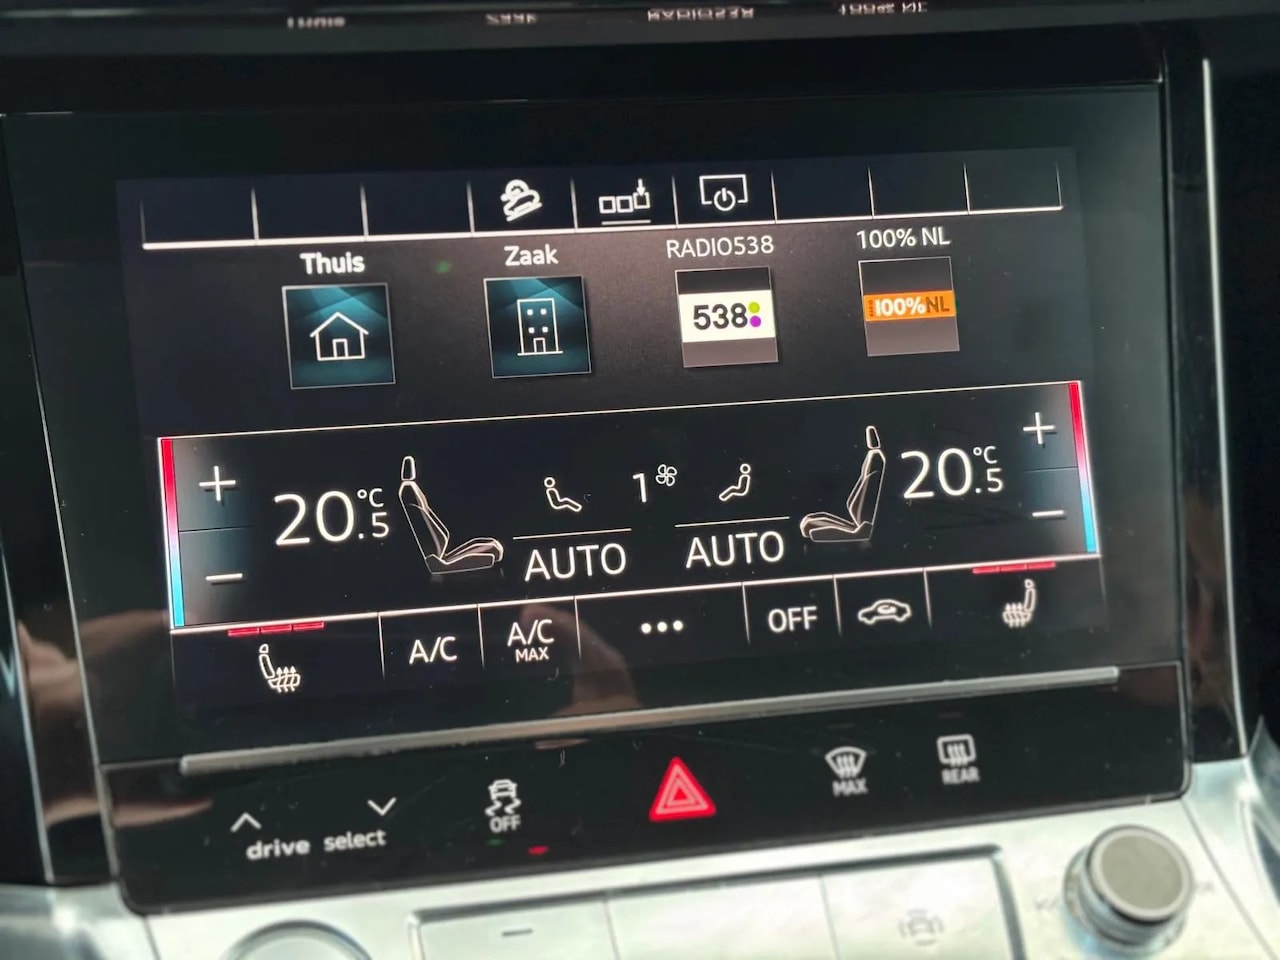 Thuis
Zaak
RADIO538
100% NL
538
100%NL
20.5 °C
1
20.5 °C
AUTO
AUTO
A/C
A/C
MAX
OFF
drive select
OFF
MAX
REAR